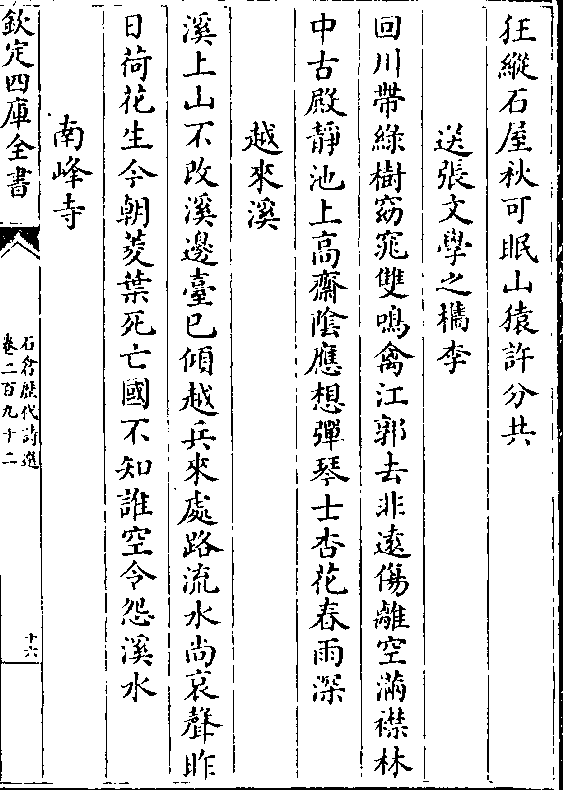 狂縱石屋秋可眠山猿許分共
送張文學之檇李
回川帶綠樹窈窕雙鳴禽江郭去非遠傷離空滿襟林
中古殿靜池上高齋陰應想彈琴士杏花春雨深
越來溪
溪上山不改溪邊臺已傾越兵來處路流水尚哀聲昨
日荷花生今朝菱葉死亡國不知誰空令怨溪水
南峰寺
欽定四庫全書
石倉歴代詩選
卷二百九十二
十六